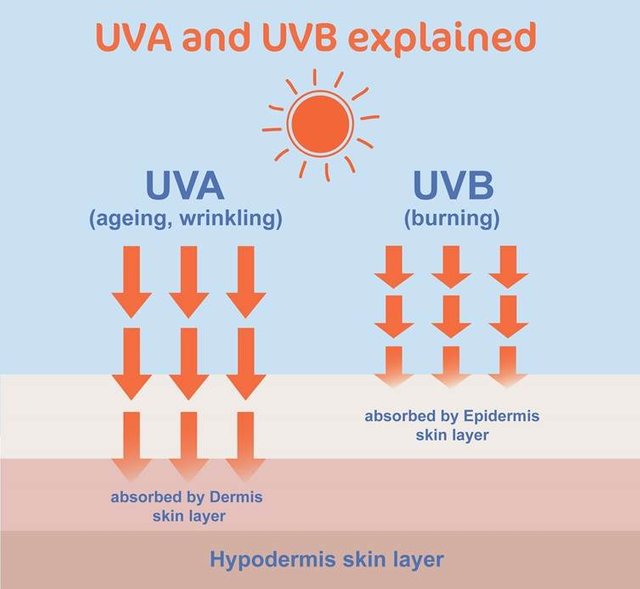 UVA and UVB explained
UVA
(ageing, wrinkling)
UVB
(burning)
absorbed by Epidermis
skin layer
absorbed by Dermis
skin layer
Hypodermis skin layer